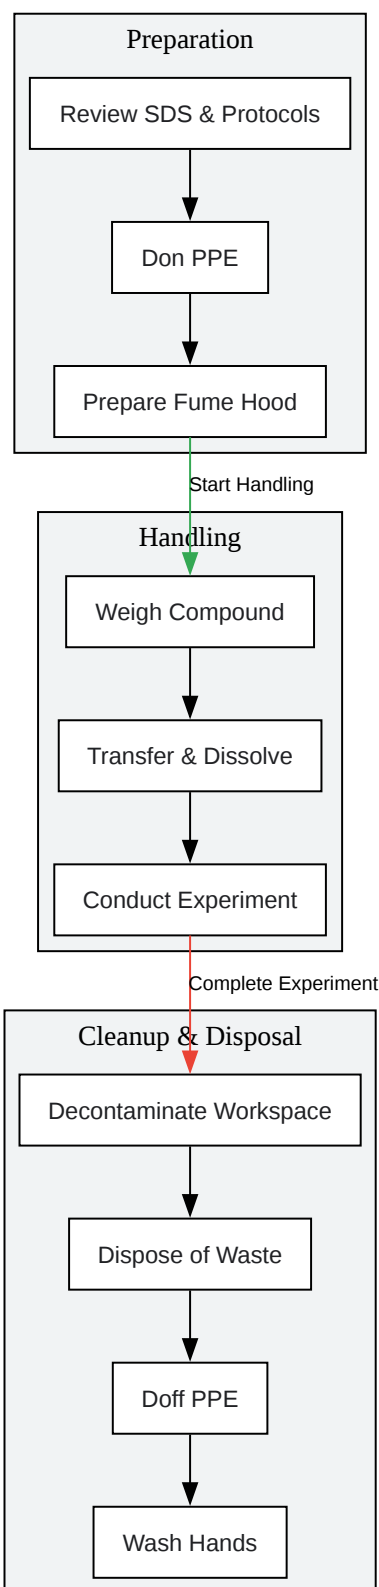 Preparation
Review SDS & Protocols
Don PPE
Prepare Fume Hood
Start Handling
Handling
Weigh Compound
Transfer & Dissolve
Conduct Experiment
Complete Experiment
Cleanup & Disposal
Decontaminate Workspace
Dispose of Waste
Doff PPE
Wash Hands